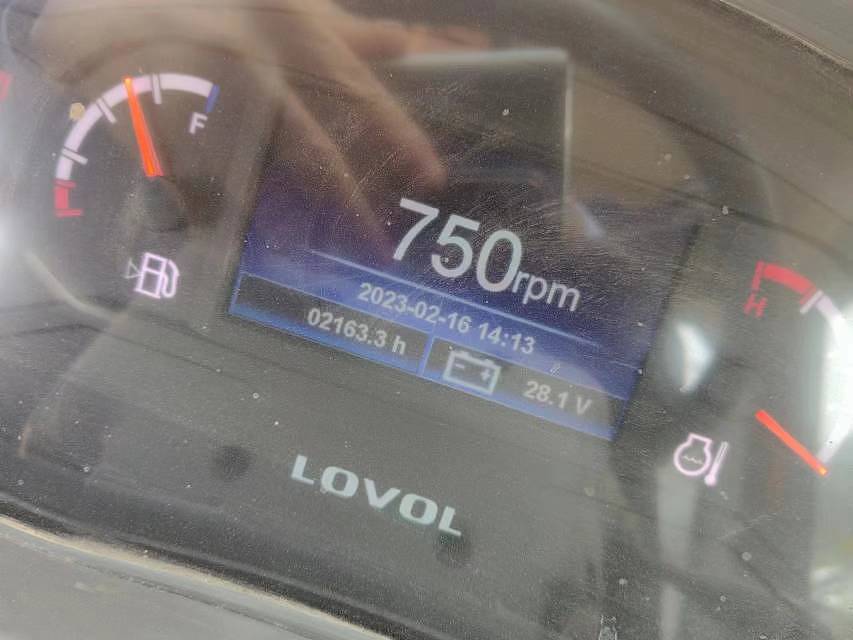 F
E
750rpm
2023-02-16 14:13
02163.3 h
28.1 V
H
LOVOL